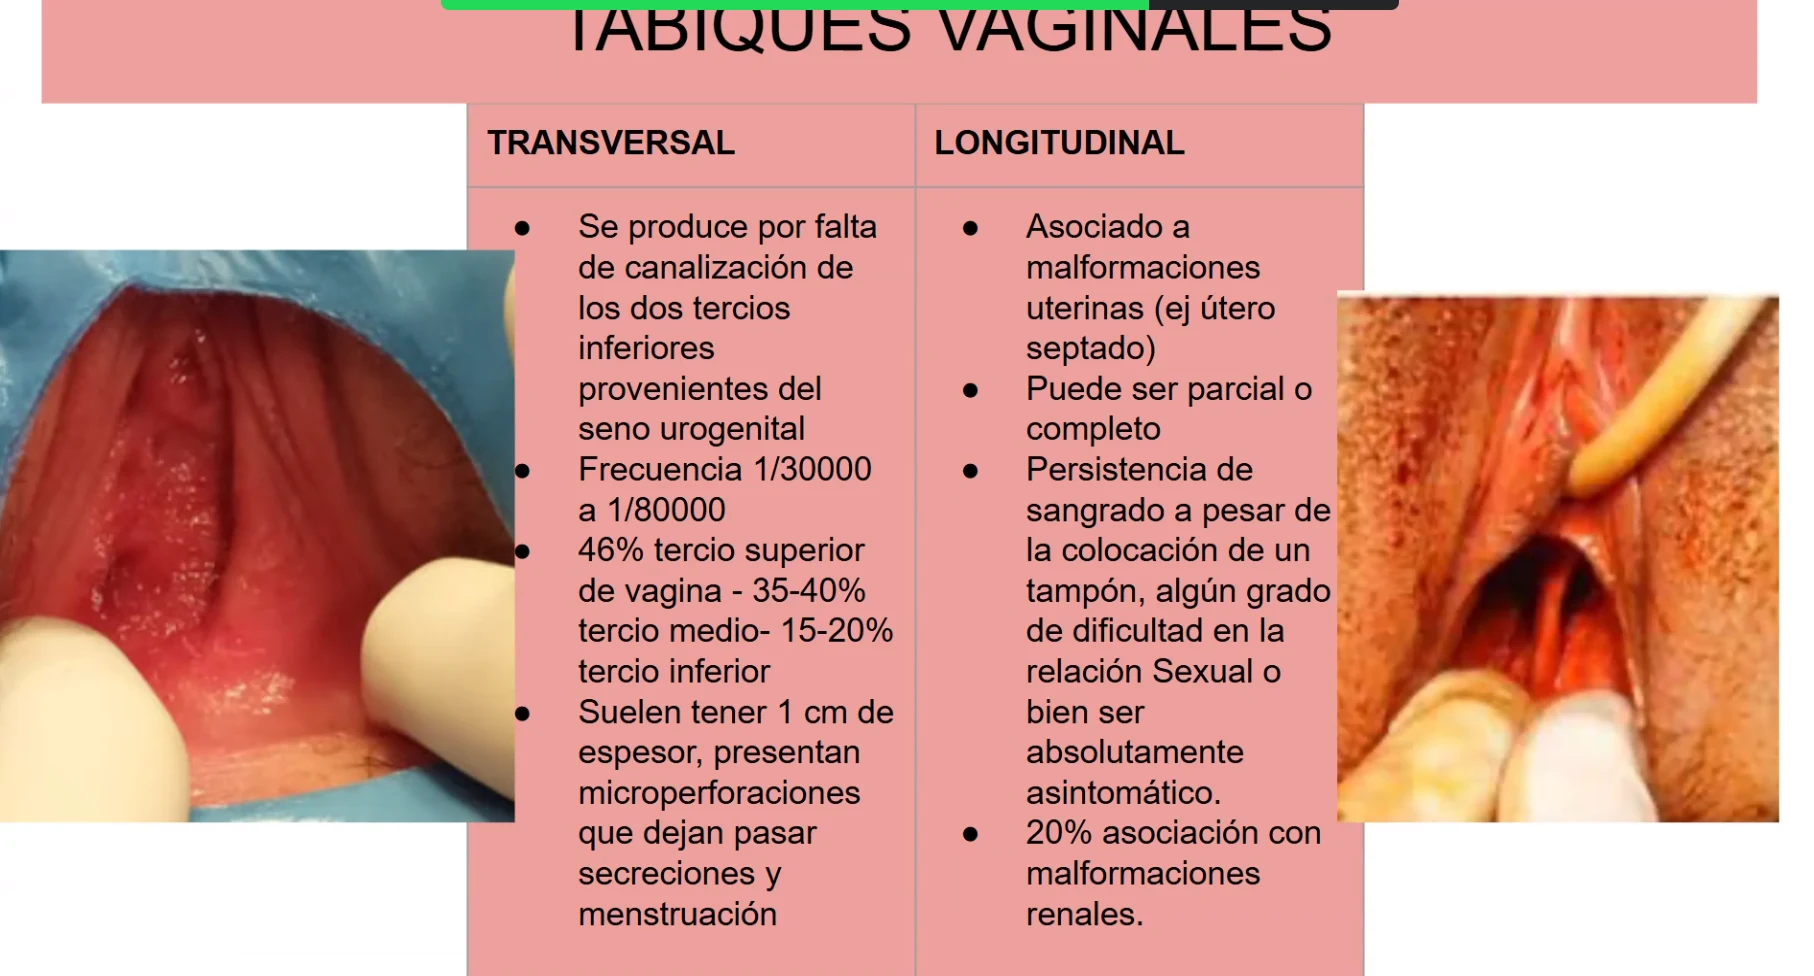 TABIQUES VAGINALES
TRANSVERSAL
● Se produce por falta
de canalización de
los dos tercios
inferiores
provenientes del
seno urogenital
● Frecuencia 1/30000
a 1/80000
● 46% tercio superior
de vagina - 35-40%
tercio medio- 15-20%
tercio inferior
● Suelen tener 1 cm de
espesor, presentan
microperforaciones
que dejan pasar
secreciones y
menstruación
LONGITUDINAL
● Asociado a
malformaciones
uterinas (ej útero
septado)
● Puede ser parcial o
completo
● Persistencia de
sangrado a pesar de
la colocación de un
tampón, algún grado
de dificultad en la
relación Sexual o
bien ser
absolutamente
asintomático.
● 20% asociación con
malformaciones
renales.